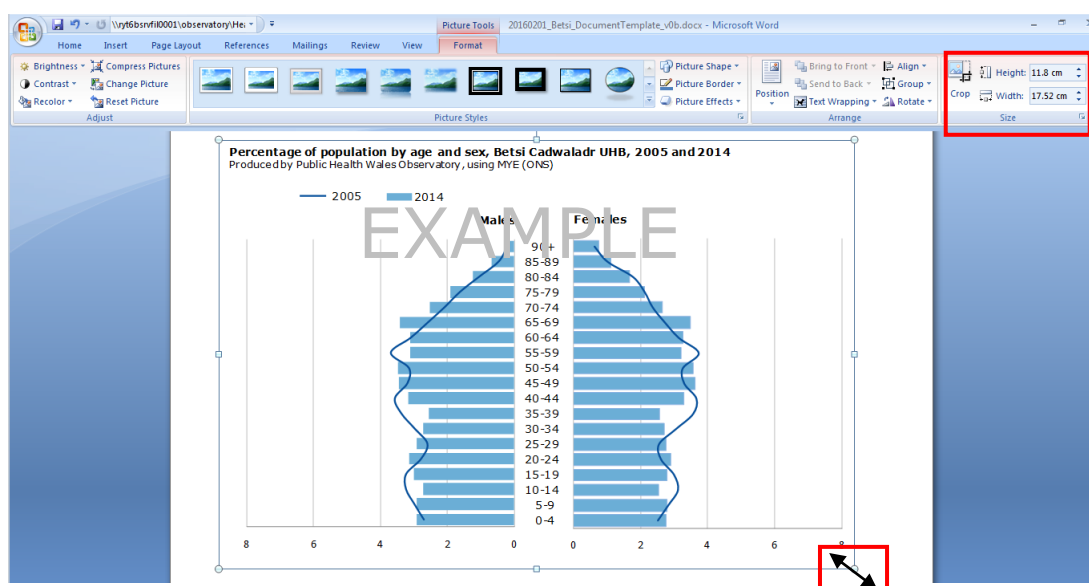 \\ryt6bsrvfil0001\observatory\He:
Picture Tools
20160201_Betsi_DocumentTemplate_v0b.docx - Microsoft Word
Home Insert Page Layout References Mailings Review View Format
Brightness Compress Pictures
Contrast Change Picture
Recolor Reset Picture
Adjust
Picture Styles
Picture Shape
Picture Border
Picture Effects
Position
Bring to Front Align
Send to Back Group
Text Wrapping Rotate
Arrange
Crop
Height: 11.8 cm
Width: 17.52 cm
Size
Percentage of population by age and sex, Betsi Cadwaladr UHB, 2005 and 2014
Produced by Public Health Wales Observatory, using MYE (ONS)
2005 2014
EXAMPLE
Males Females
90+
85-89
80-84
75-79
70-74
65-69
60-64
55-59
50-54
45-49
40-44
35-39
30-34
25-29
20-24
15-19
10-14
5-9
0-4
8 6 4 2 0 0 2 4 6 8